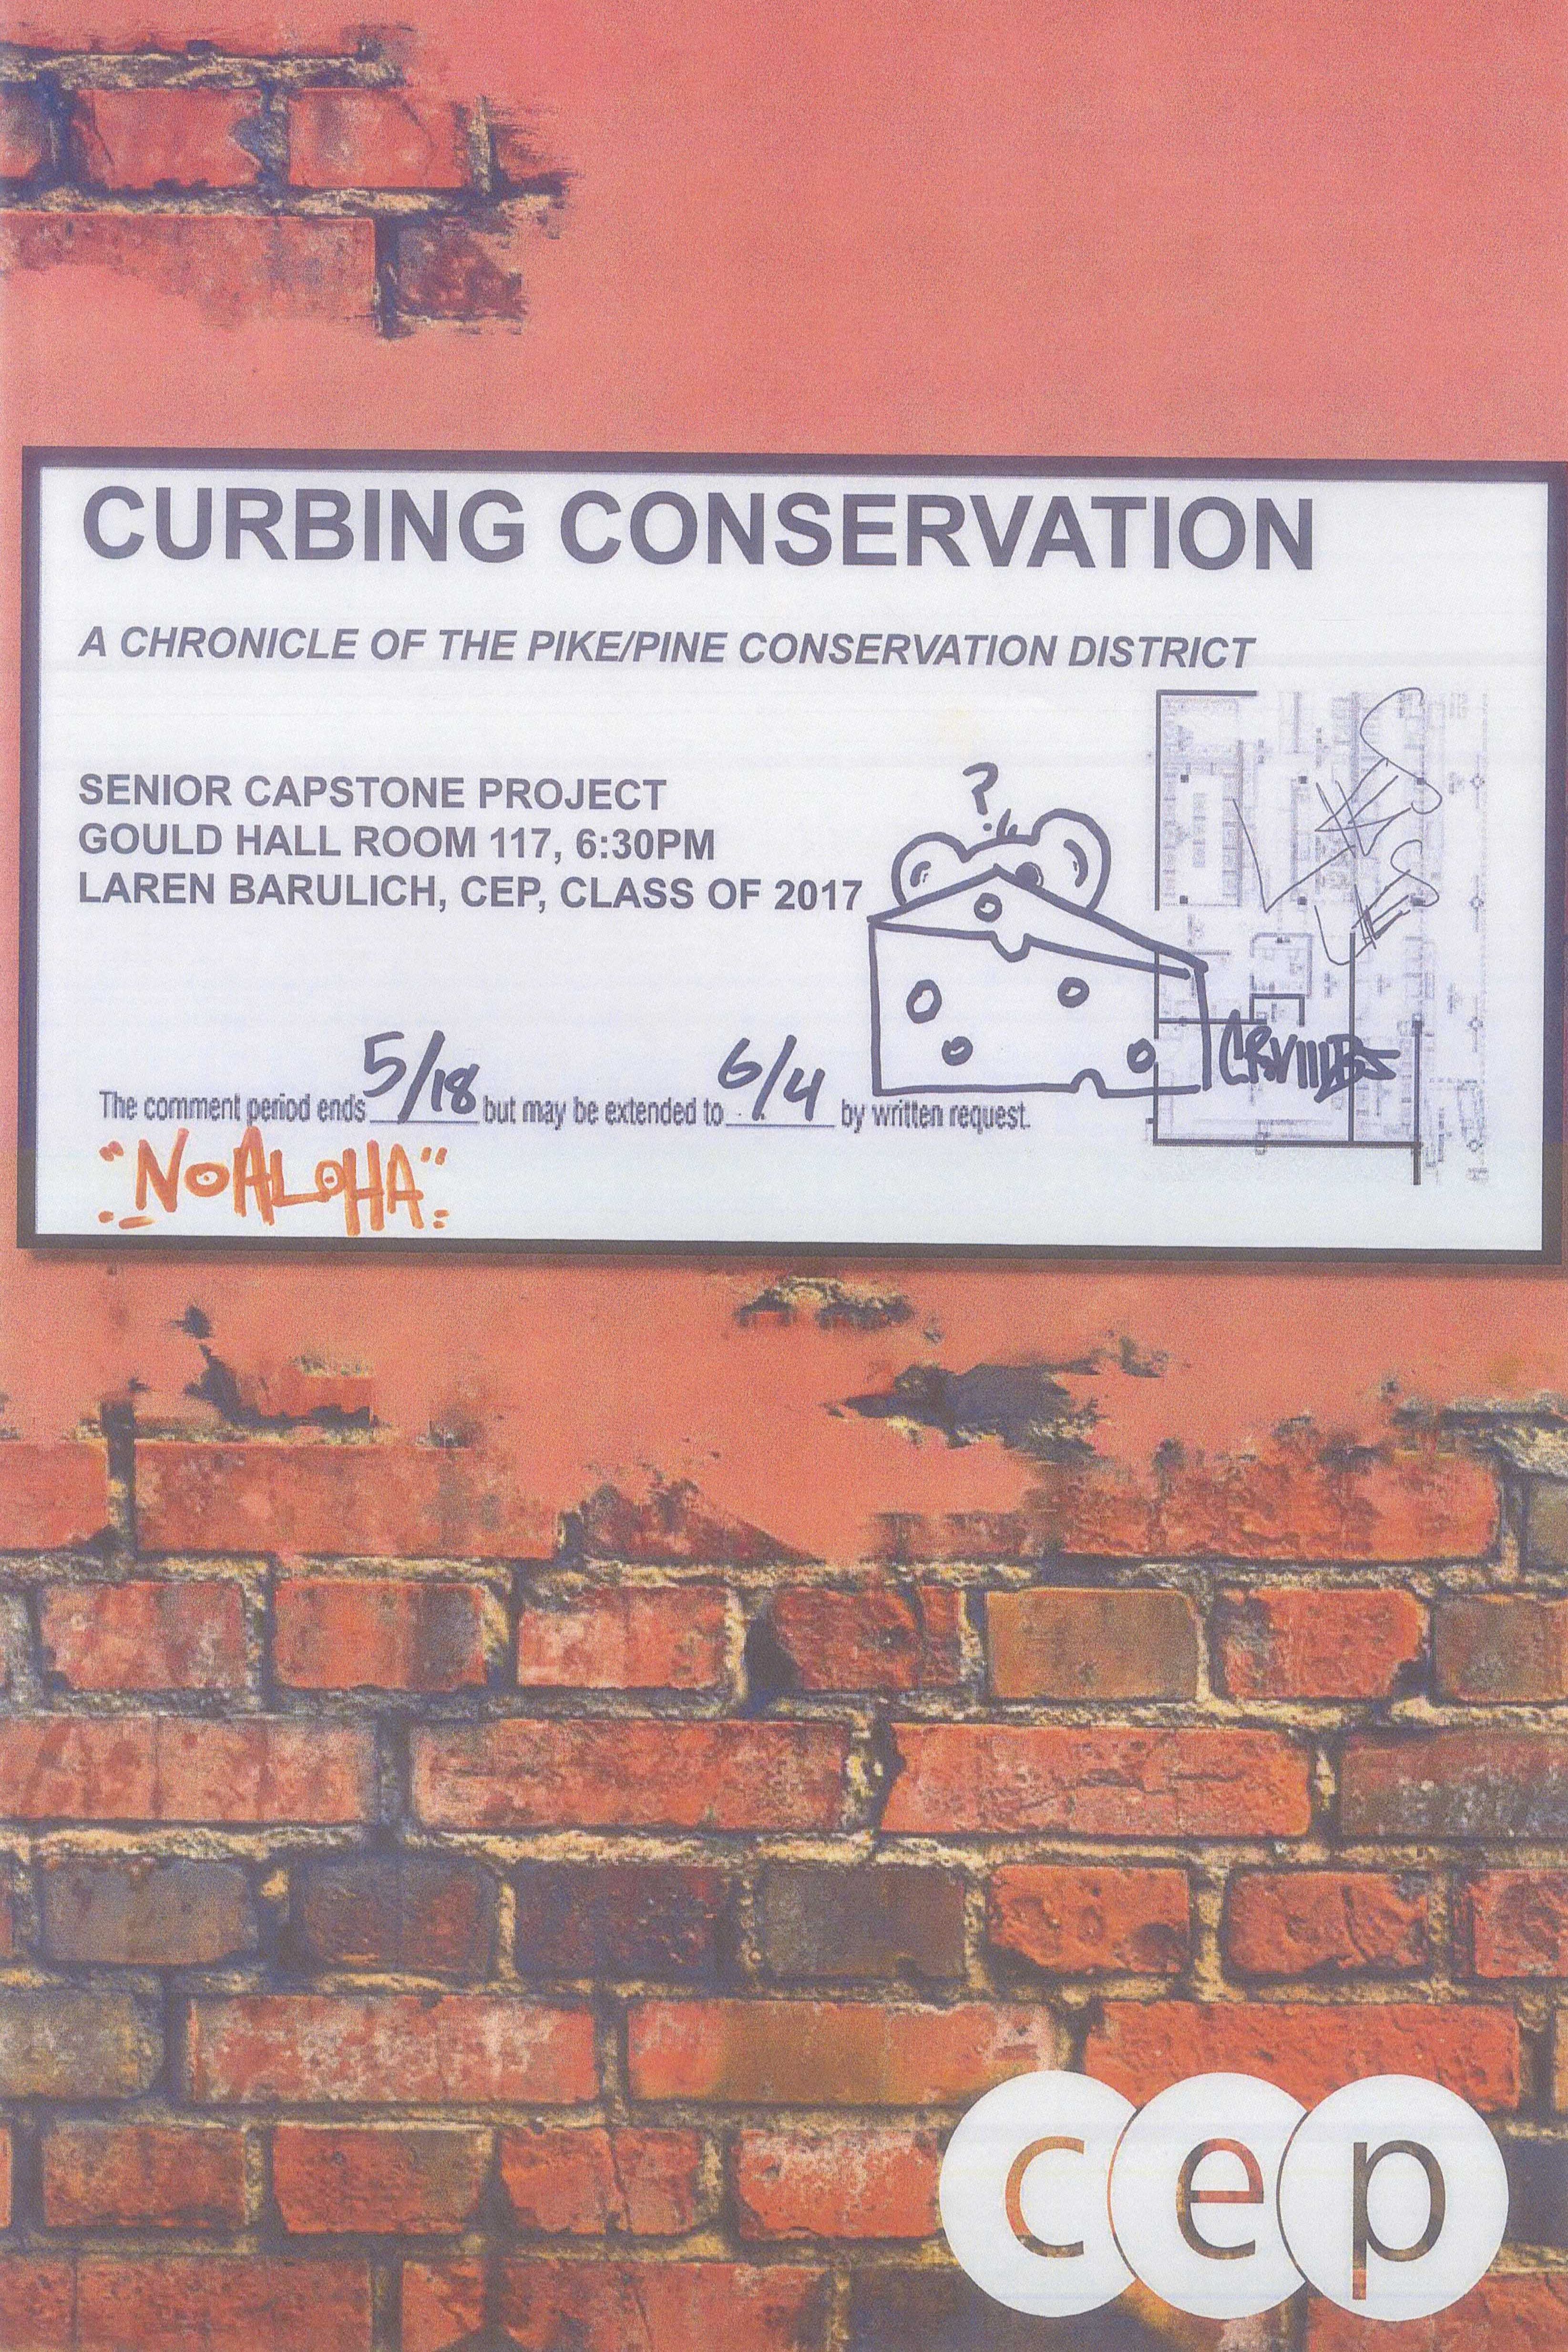 CURBING CONSERVATION
A CHRONICLE OF THE PIKE/PINE CONSERVATION DISTRICT
SENIOR CAPSTONE PROJECT
GOULD HALL ROOM 117, 6:30PM
LAREN BARULICH, CEP, CLASS OF 2017
?
The comment period ends 5/18 but may be extended to 6/4 by written request.
"NOALOHA"
cep